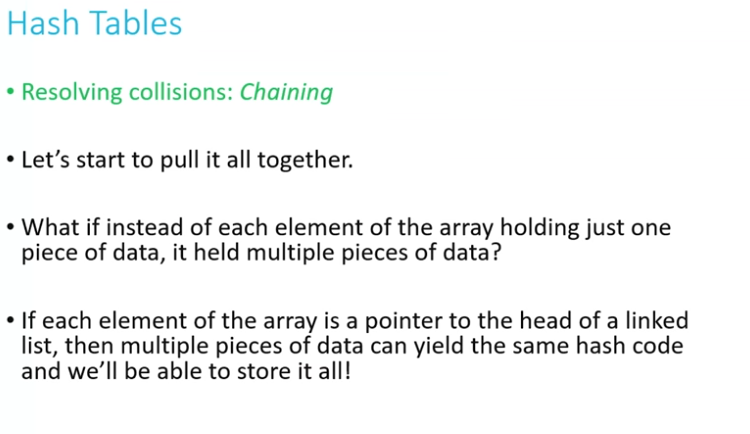 Hash Tables
• Resolving collisions: Chaining
• Let’s start to pull it all together.
• What if instead of each element of the array holding just one
piece of data, it held multiple pieces of data?
• If each element of the array is a pointer to the head of a linked
list, then multiple pieces of data can yield the same hash code
and we’ll be able to store it all!